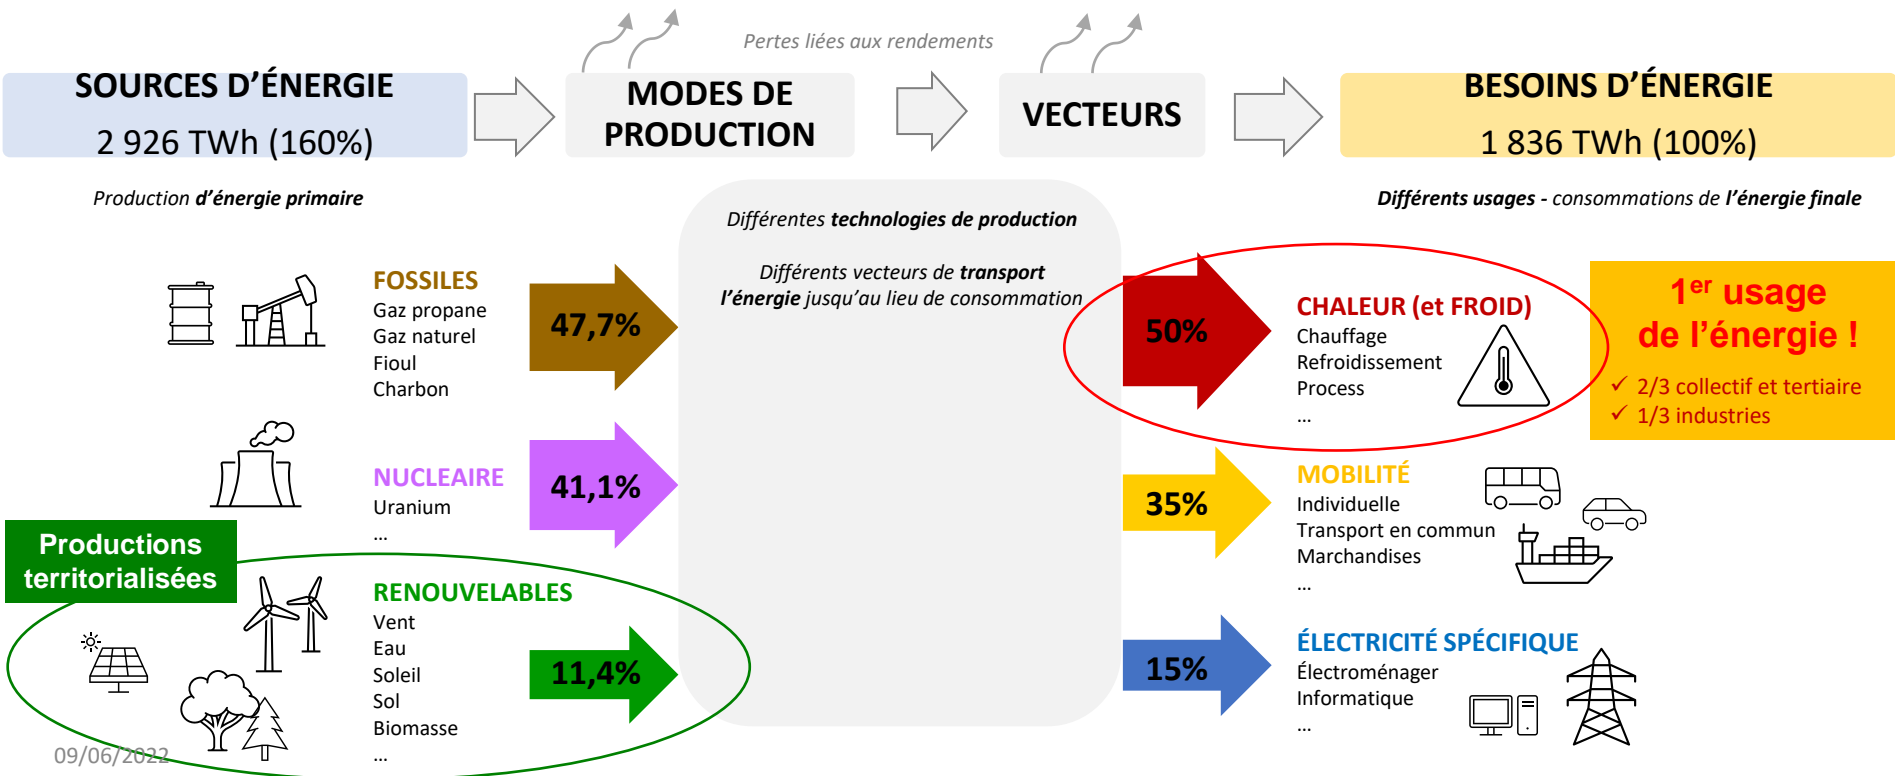 Pertes liées aux rendements
SOURCES D’ÉNERGIE
2 926 TWh (160%)
MODES DE
PRODUCTION
VECTEURS
BESOINS D’ÉNERGIE
1 836 TWh (100%)
Production d’énergie primaire
Différents usages - consommations de l’énergie finale
Différentes technologies de production
Différents vecteurs de transport
l’énergie jusqu’au lieu de consommation
FOSSILES
Gaz propane
Gaz naturel
Fioul
Charbon
47,7%
NUCLEAIRE
Uranium
...
41,1%
Productions
territorialisées
RENOUVELABLES
Vent
Eau
Soleil
Sol
Biomasse
...
11,4%
50%
CHALEUR (et FROID)
Chauffage
Refroidissement
Process
...
1er usage
de l’énergie !
✓ 2/3 collectif et tertiaire
✓ 1/3 industries
35%
MOBILITÉ
Individuelle
Transport en commun
Marchandises
...
15%
ÉLECTRICITÉ SPÉCIFIQUE
Électroménager
Informatique
...
09/06/2022